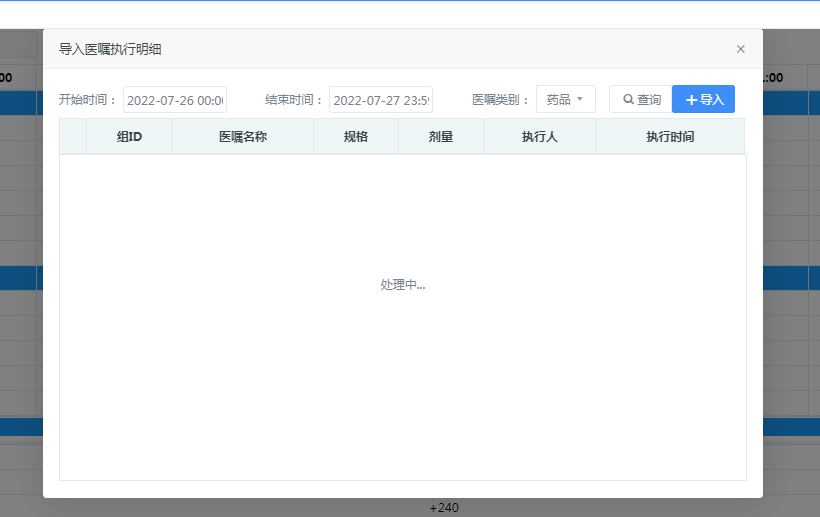 导入医嘱执行明细 ×
:00 .:00
开始时间： 2022-07-26 00:0 结束时间： 2022-07-27 23:5 医嘱类别： 药品 查询 导入
组ID 医嘱名称 规格 剂量 执行人 执行时间
处理中...
+240